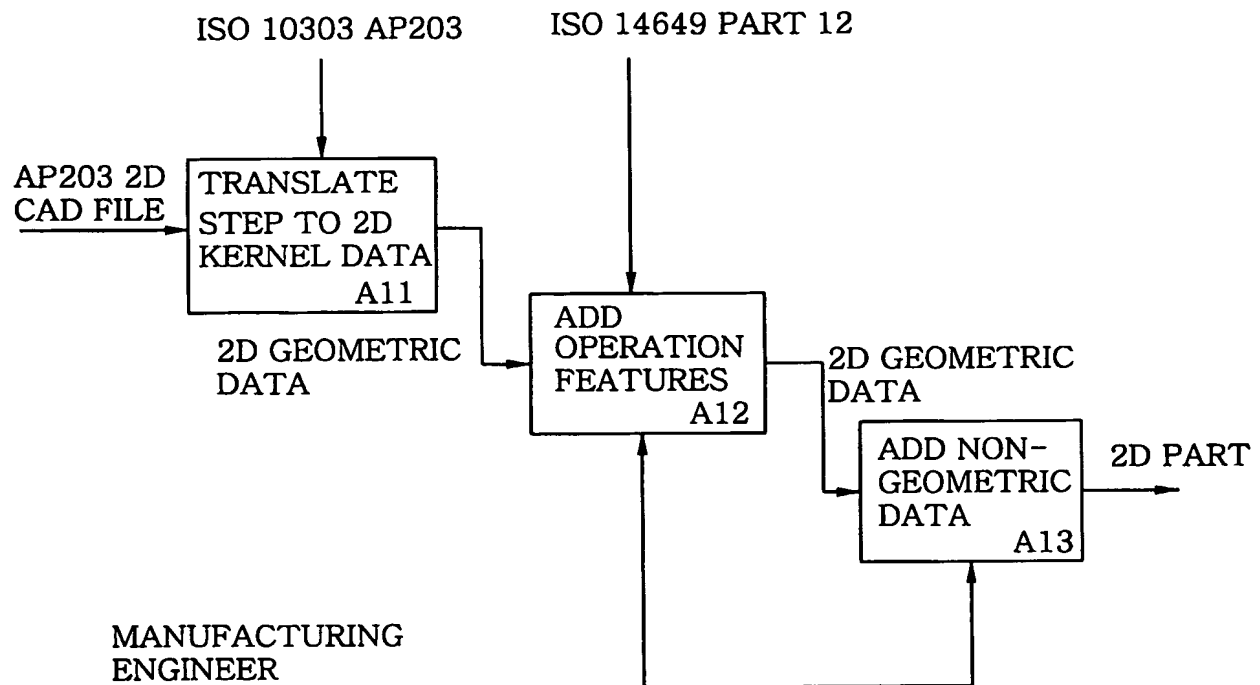 ISO 10303 AP203
ISO 14649 PART 12
AP203 2D
CAD FILE
TRANSLATE
STEP TO 2D
KERNEL DATA
A11
2D GEOMETRIC
DATA
ADD
OPERATION
FEATURES
A12
2D GEOMETRIC
DATA
ADD NON-
GEOMETRIC
DATA
A13
2D PART
MANUFACTURING
ENGINEER